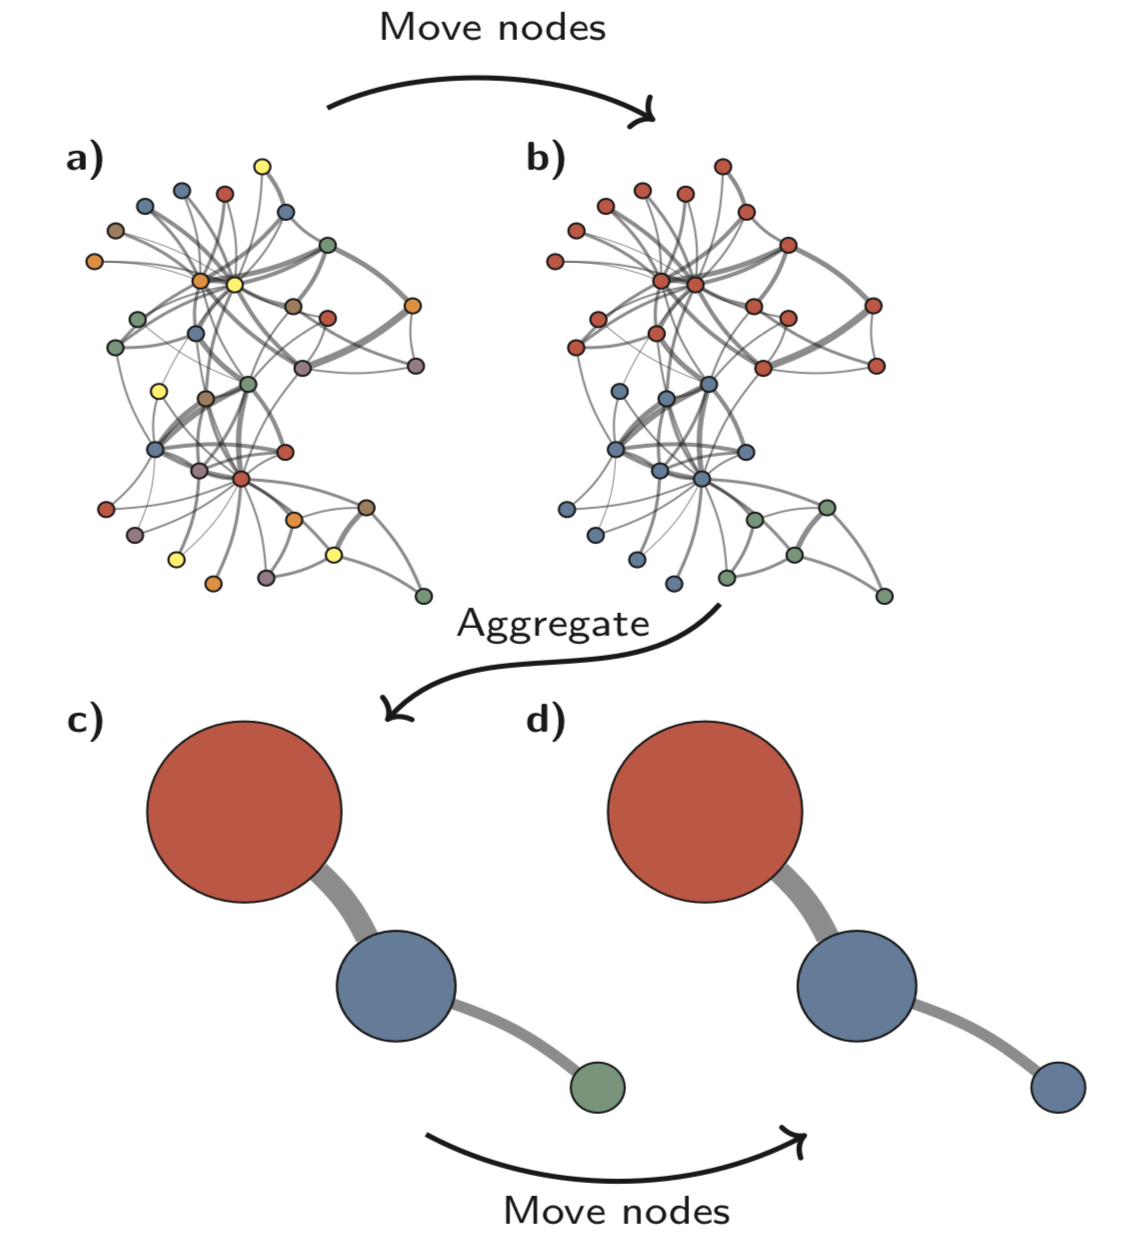 Move nodes
a)
b)
Aggregate
c)
d)
Move nodes